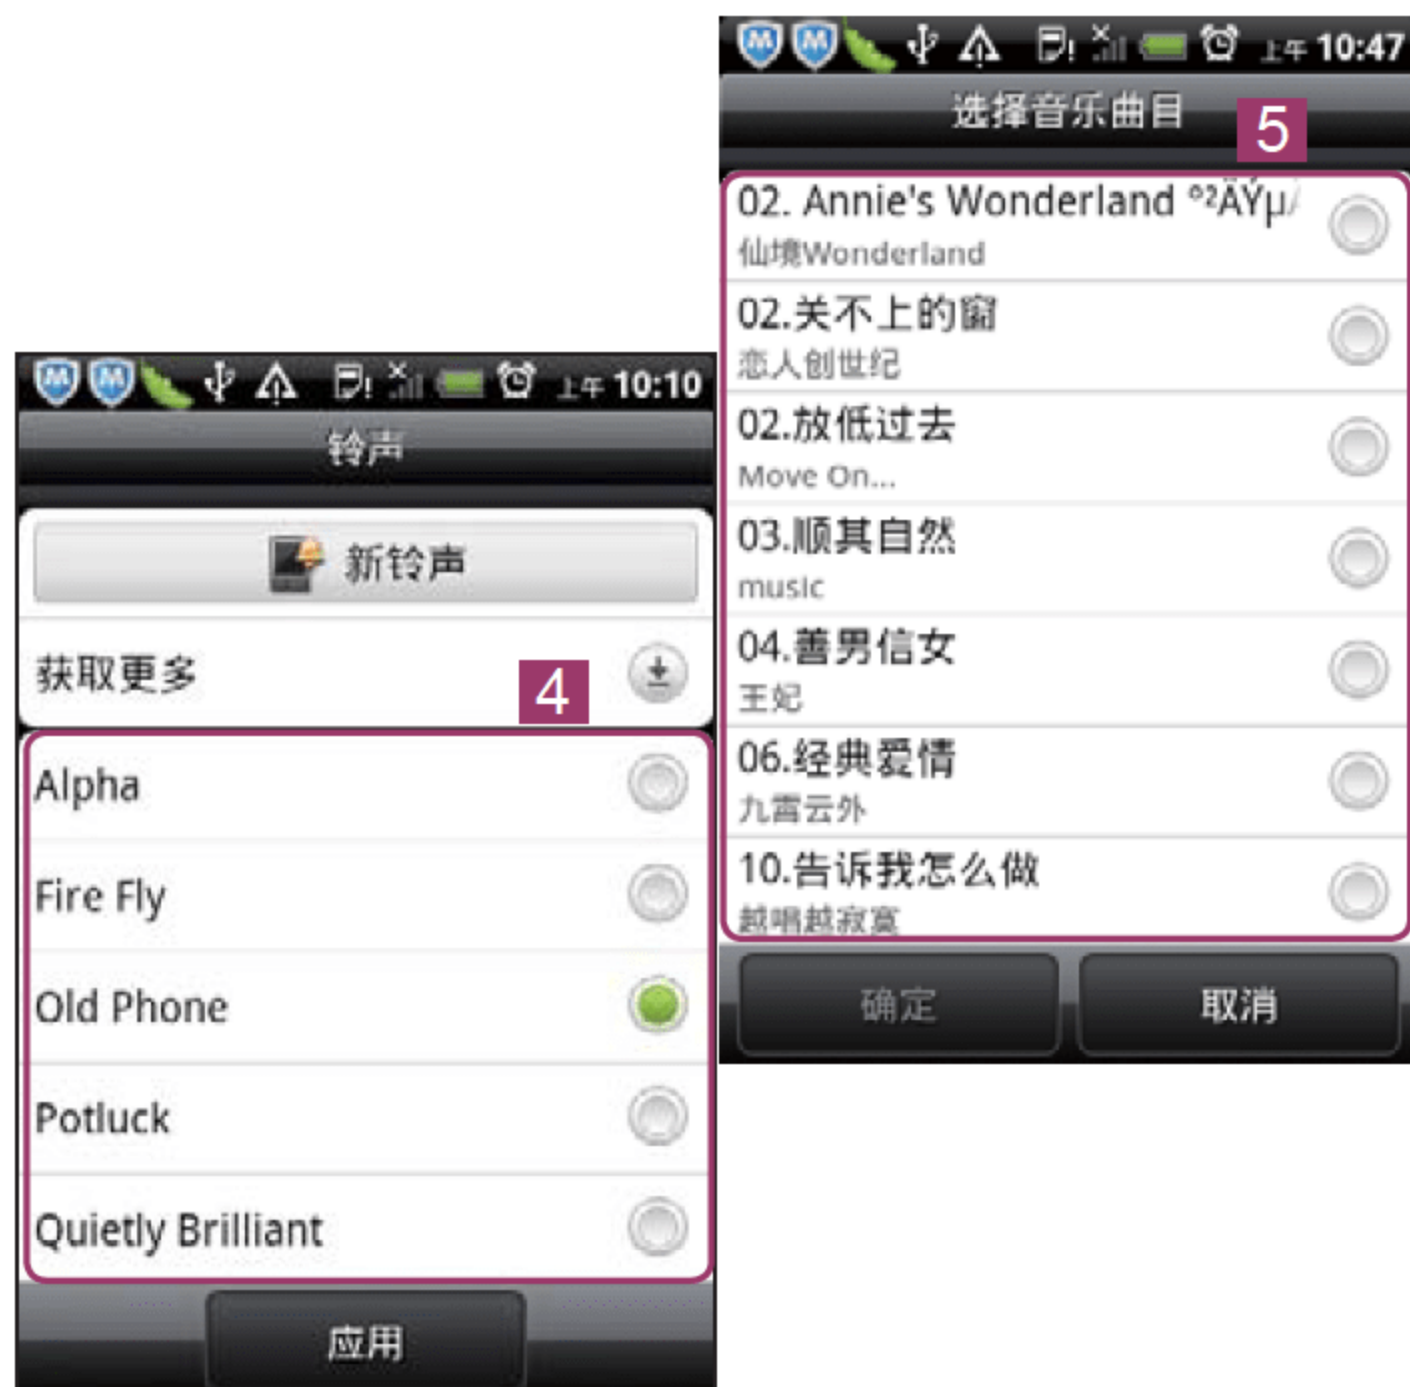 上午 10:10
铃声
新铃声
获取更多
4
Alpha
Fire Fly
Old Phone
Potluck
Quietly Brilliant
应用
上午 10:47
选择音乐曲目
5
02. Annie's Wonderland º²ÄÝµ
仙境Wonderland
02.关不上的窗
恋人创世纪
02.放低过去
Move On...
03.顺其自然
music
04.善男信女
王妃
06.经典爱情
九霄云外
10.告诉我怎么做
越唱越寂寞
确定
取消